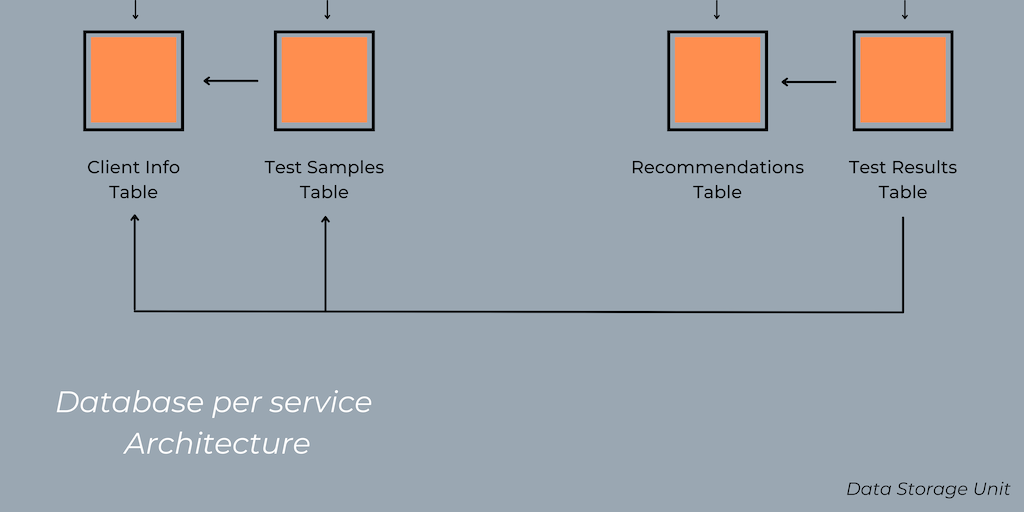 Client Info
Table
Test Samples
Table
Recommendations
Table
Test Results
Table
Database per service
Architecture
Data Storage Unit